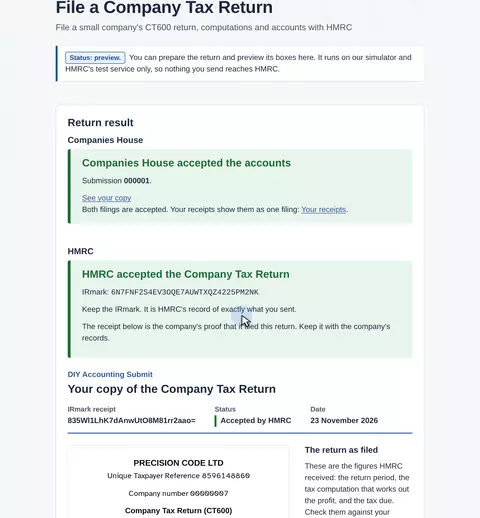 File a Company Tax Return
File a small company's CT600 return, computations and accounts with HMRC
Status: preview. You can prepare the return and preview its boxes here. It runs on our simulator and
HMRC's test service only, so nothing you send reaches HMRC.
Return result
Companies House
Companies House accepted the accounts
Submission 000001.
See your copy
Both filings are accepted. Your receipts show them as one filing: Your receipts.
HMRC
HMRC accepted the Company Tax Return
IRmark: 6N7FNF2S4EV3OQE7AUWTXQZ4225PM2NK
Keep the IRmark. It is HMRC's record of exactly what you sent.
The receipt below is the company's proof that it filed this return. Keep it with the company's
records.
DIY Accounting Submit
Your copy of the Company Tax Return
IRmark receipt Status Date
835WI1LhK7dAnwUtO8M81rr2aao= Accepted by HMRC 23 November 2026
PRECISION CODE LTD
Unique Taxpayer Reference 8596148860
Company number 00000007
Company Tax Return (CT600)
The return as filed
These are the figures HMRC
received: the return period, the
tax computation that works out
the profit, and the tax due.
Check them against your